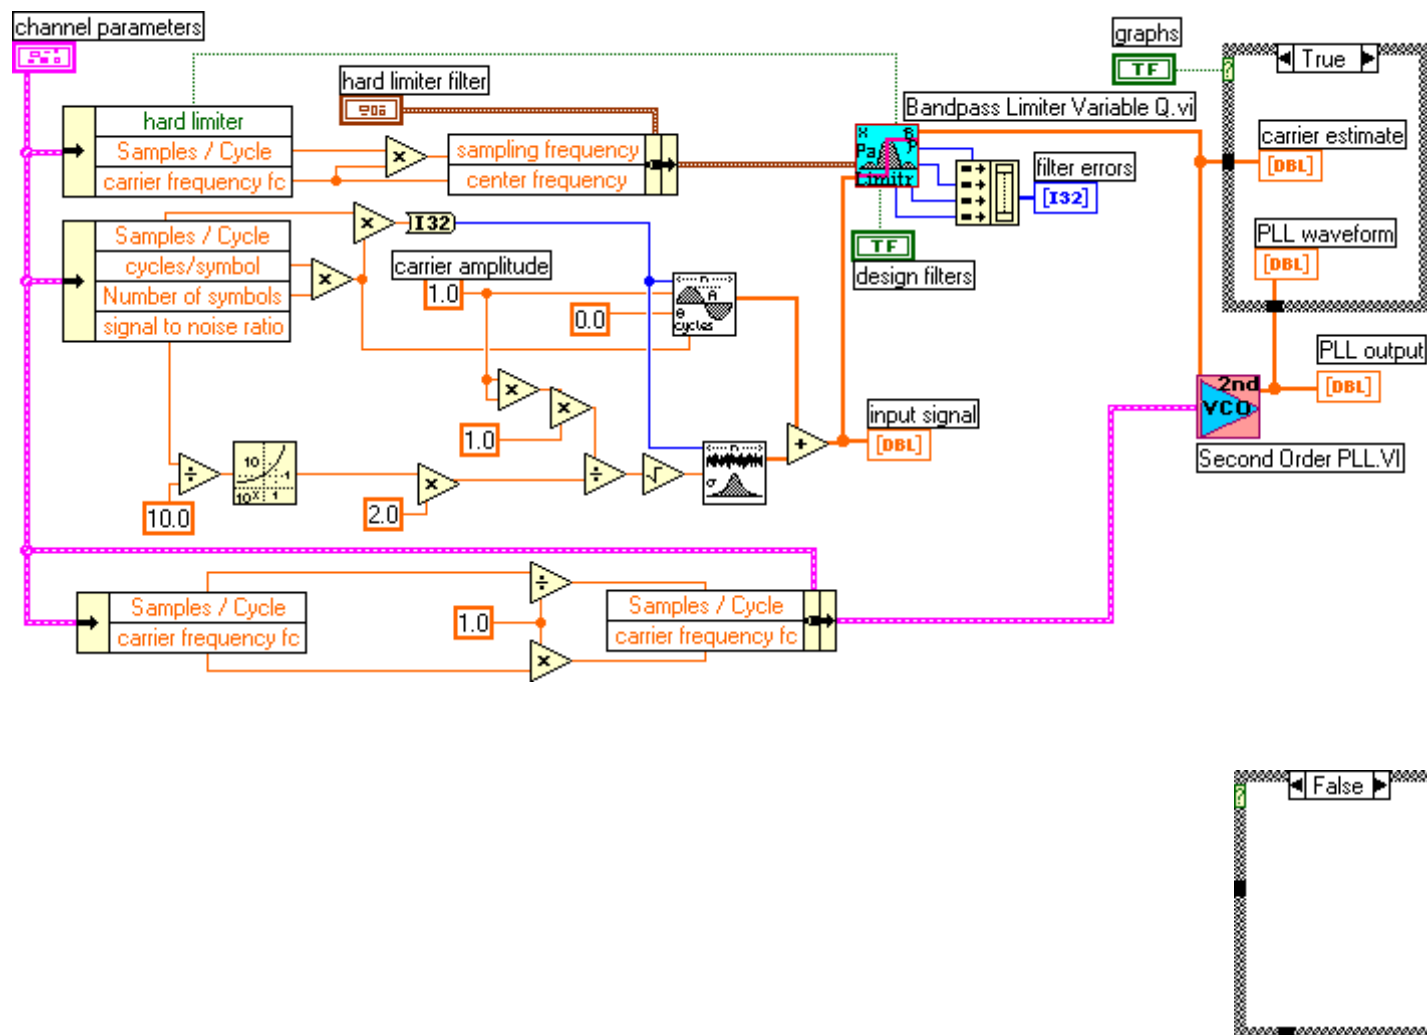 channel parameters
graphs
TF
True
hard limiter filter
Bandpass Limiter Variable Q.vi
hard limiter
Samples / Cycle
carrier frequency fc
sampling frequency
center frequency
carrier estimate
[DBL]
filter errors
[I32]
Samples / Cycle
cycles/symbol
Number of symbols
signal to noise ratio
I32
carrier amplitude
1.0
0.0
A
cycles
TF
design filters
PLL waveform
[DBL]
PLL output
[DBL]
2nd
VCO
Second Order PLL.VI
1.0
input signal
[DBL]
10
10x
1
10.0
2.0
σ
Samples / Cycle
carrier frequency fc
1.0
Samples / Cycle
carrier frequency fc
False